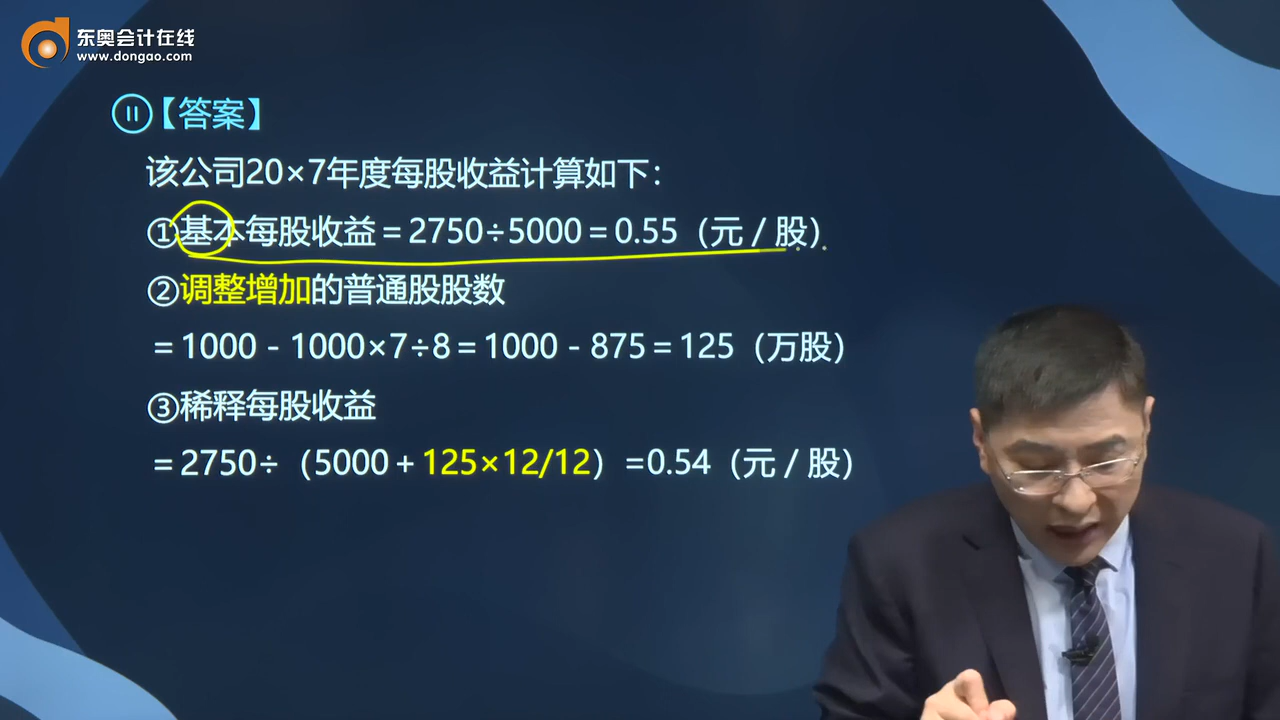 东奥会计在线
www.dongao.com
⑪【答案】
该公司20×7年度每股收益计算如下：
①基本每股收益＝2750÷5000＝0.55（元／股）
②调整增加的普通股股数
＝1000－1000×7÷8＝1000－875＝125（万股）
③稀释每股收益
＝2750÷（5000＋125×12/12）=0.54（元／股）